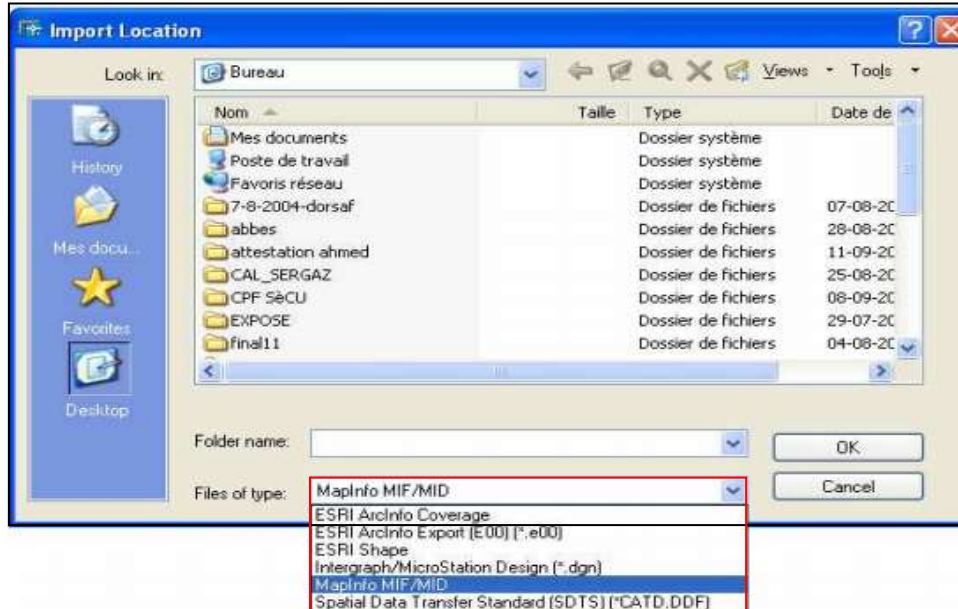 Import Location
Look in: Bureau Views Tools
Nom Taille Type Date de
Mes documents Dossier système
Poste de travail Dossier système
Favoris réseau Dossier système
7-8-2004-dorsaf Dossier de fichiers 07-08-20
abbes Dossier de fichiers 28-08-20
attestation ahmed Dossier de fichiers 11-09-20
CAL_SERGAZ Dossier de fichiers 25-08-20
CPF SèCU Dossier de fichiers 08-09-20
EXPOSE Dossier de fichiers 29-07-20
final11 Dossier de fichiers 04-08-20
History
Mes docu...
Favorites
Desktop
Folder name: OK
Files of type: MapInfo MIF/MID Cancel
ESRI ArcInfo Coverage
ESRI ArcInfo Export (E00) (*.e00)
ESRI Shape
Intergraph/MicroStation Design (*.dgn)
MapInfo MIF/MID
Spatial Data Transfer Standard (SDTS) (*CATD.DDF)